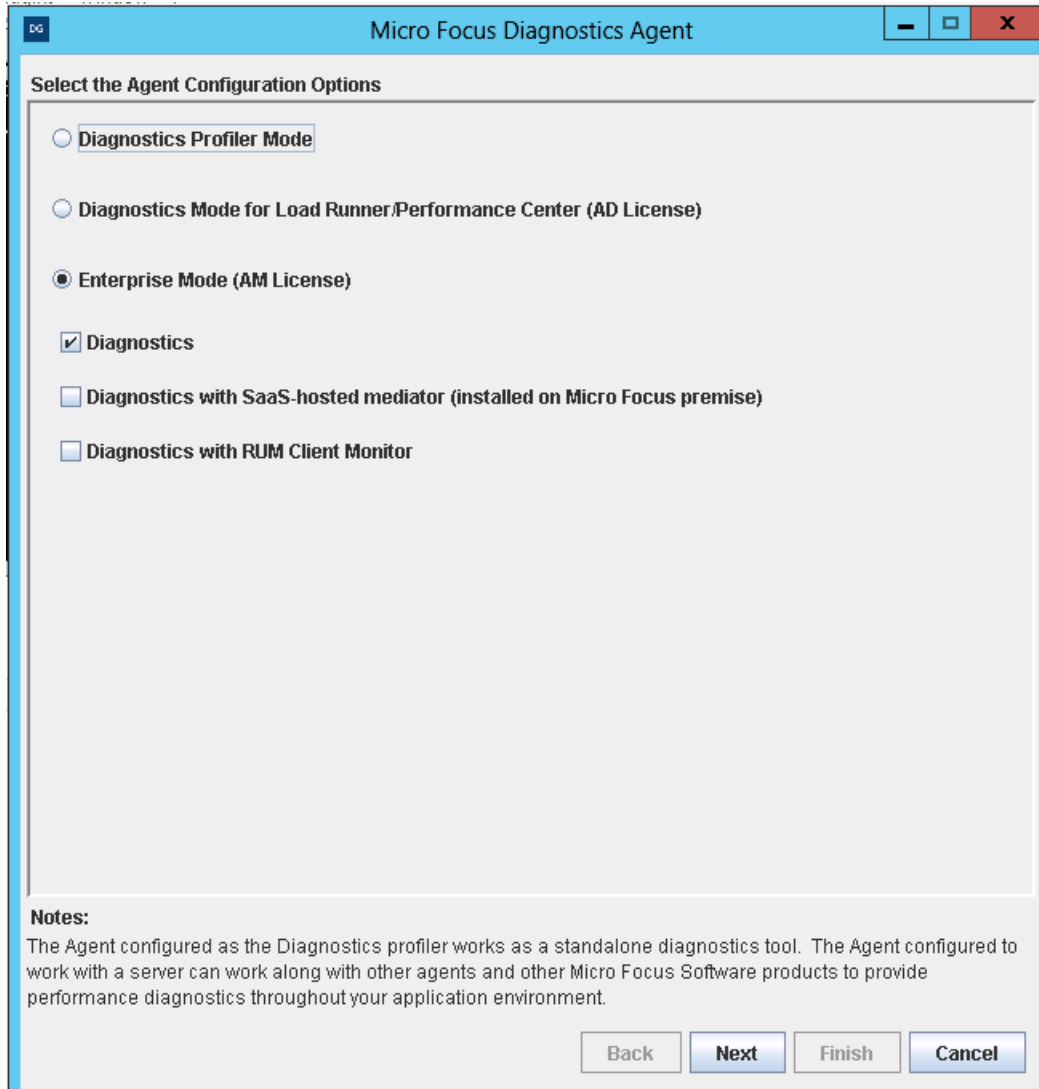 DG
Micro Focus Diagnostics Agent
Select the Agent Configuration Options
Diagnostics Profiler Mode
Diagnostics Mode for Load Runner/Performance Center (AD License)
Enterprise Mode (AM License)
Diagnostics
Diagnostics with SaaS-hosted mediator (installed on Micro Focus premise)
Diagnostics with RUM Client Monitor
Notes:
The Agent configured as the Diagnostics profiler works as a standalone diagnostics tool.  The Agent configured to
work with a server can work along with other agents and other Micro Focus Software products to provide
performance diagnostics throughout your application environment.
Back Next Finish Cancel